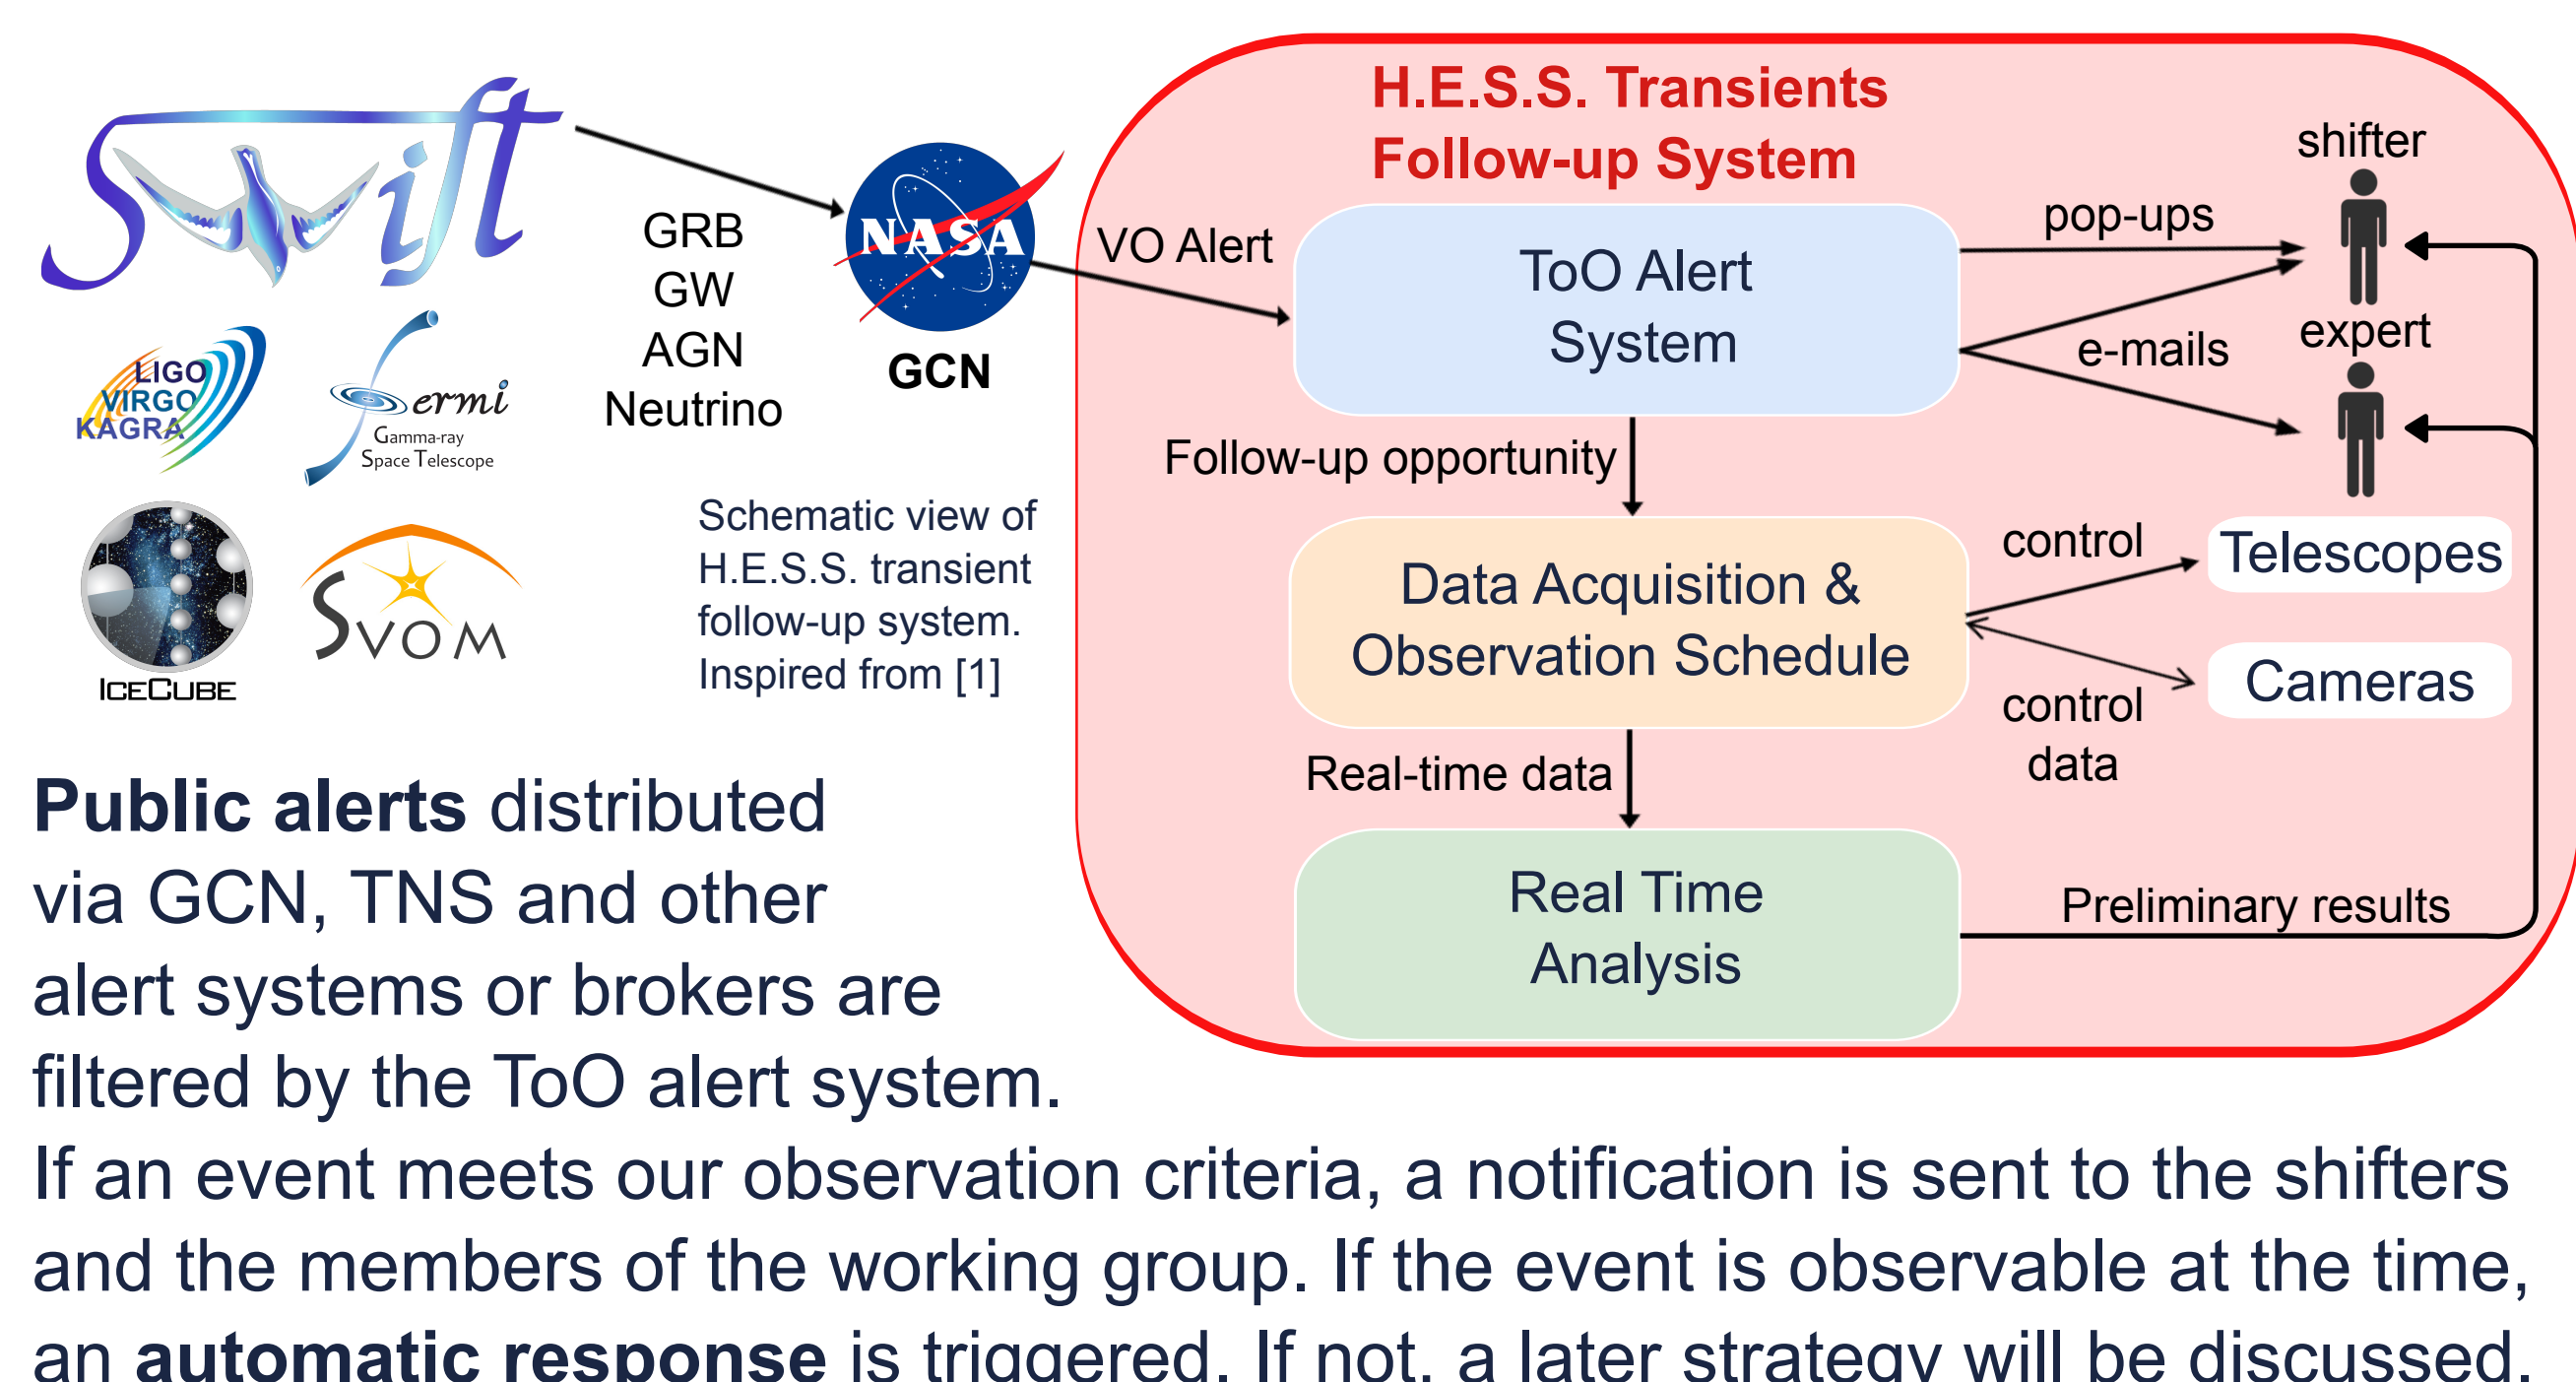 Swift
LIGO
VIRGO
KAGRA
Fermi
Gamma-ray
Space Telescope
ICECUBE
SVOM
GRB
GW
AGN
Neutrino
NASA
GCN
Schematic view of
H.E.S.S. transient
follow-up system.
Inspired from [1]
H.E.S.S. Transients
Follow-up System
VO Alert
ToO Alert
System
pop-ups
e-mails
shifter
expert
Follow-up opportunity
Data Acquisition &
Observation Schedule
control
Telescopes
Cameras
control
data
Real-time data
Real Time
Analysis
Preliminary results
Public alerts distributed
via GCN, TNS and other
alert systems or brokers are
filtered by the ToO alert system.
If an event meets our observation criteria, a notification is sent to the shifters
and the members of the working group. If the event is observable at the time,
an automatic response is triggered. If not, a later strategy will be discussed.